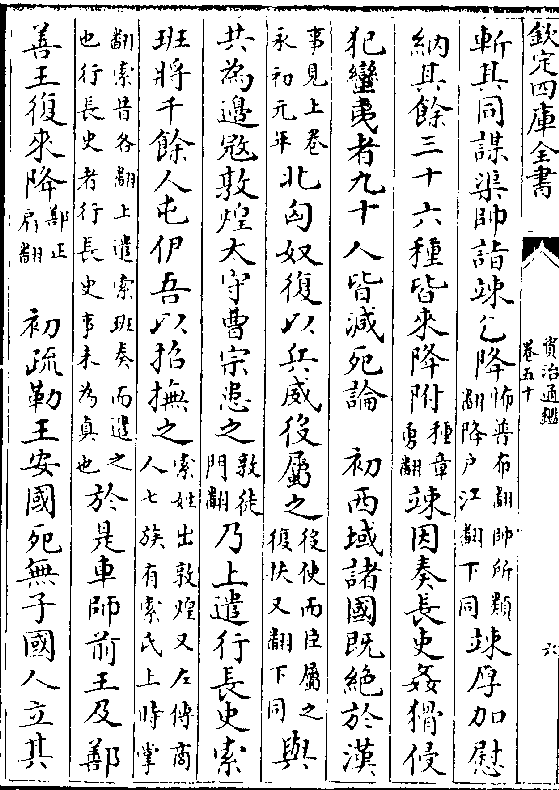 欽定四庫全書
資治通鑑
卷五十
六
斬其同謀渠帥詣竦乞降怖普布翻帥所類
翻降户江翻下同竦厚加慰
納其餘三十六種皆來降附種章
勇翻竦因奏長吏姦猾侵
犯蠻夷者九十人皆減死論　初西域諸國既絶於漢
事見上卷
永初元年北匈奴復以兵威役屬之役使而臣屬之
復扶又翻下同與
共為邊寇敦煌太守曹宗患之敦徒
門翻乃上遣行長史索
班將千餘人屯伊吾以招撫之索姓出敦煌又左傳商
人七族有索氏上時掌
翻索昔各翻上遣索班奏而遣之
也行長史者行長史事未為真也於是車師前王及鄯
善王復來降鄯上
扇翻　初疏勒王安國死無子國人立其